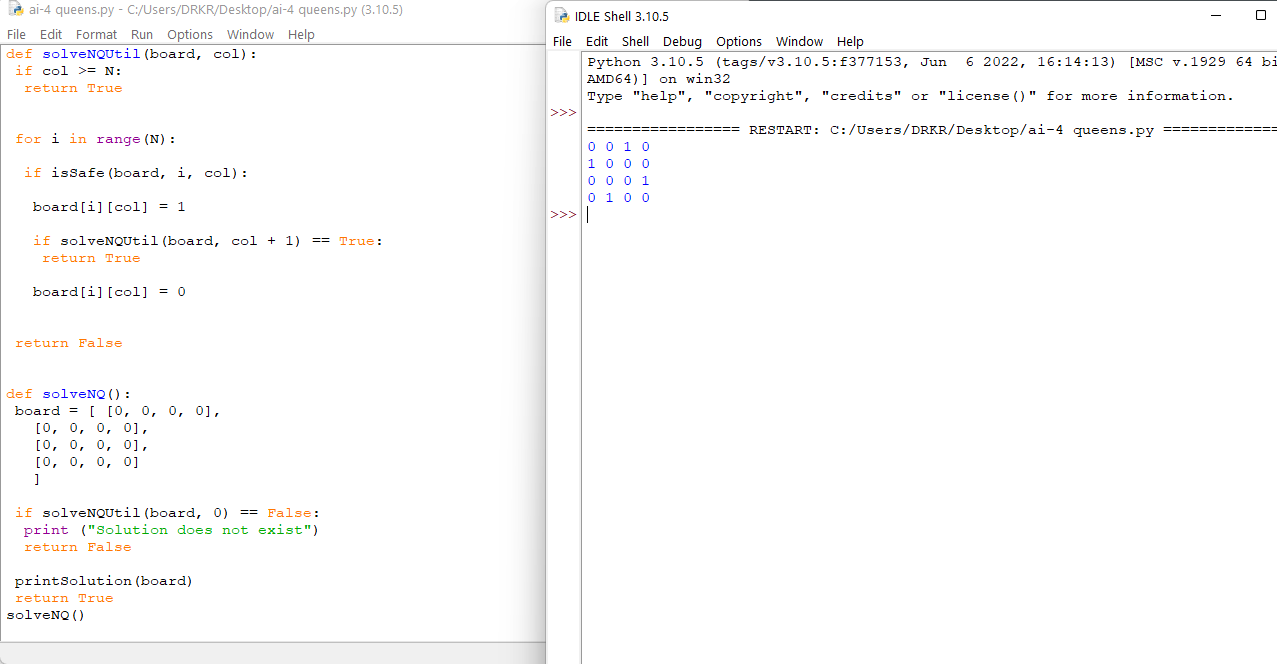 ai-4 queens.py - C:/Users/DRKR/Desktop/ai-4 queens.py (3.10.5)
File Edit Format Run Options Window Help
def solveNQUtil(board, col):
 if col >= N:
  return True
 for i in range(N):
  if isSafe(board, i, col):
   board[i][col] = 1
   if solveNQUtil(board, col + 1) == True:
    return True
   board[i][col] = 0
 return False
def solveNQ():
 board = [ [0, 0, 0, 0],
   [0, 0, 0, 0],
   [0, 0, 0, 0],
   [0, 0, 0, 0]
   ]
 if solveNQUtil(board, 0) == False:
  print ("Solution does not exist")
  return False
 printSolution(board)
 return True
solveNQ()
IDLE Shell 3.10.5
File Edit Shell Debug Options Window Help
Python 3.10.5 (tags/v3.10.5:f377153, Jun  6 2022, 16:14:13) [MSC v.1929 64 bi
AMD64)] on win32
Type "help", "copyright", "credits" or "license()" for more information.
>>>
================= RESTART: C:/Users/DRKR/Desktop/ai-4 queens.py =============
0 0 1 0
1 0 0 0
0 0 0 1
0 1 0 0
>>>